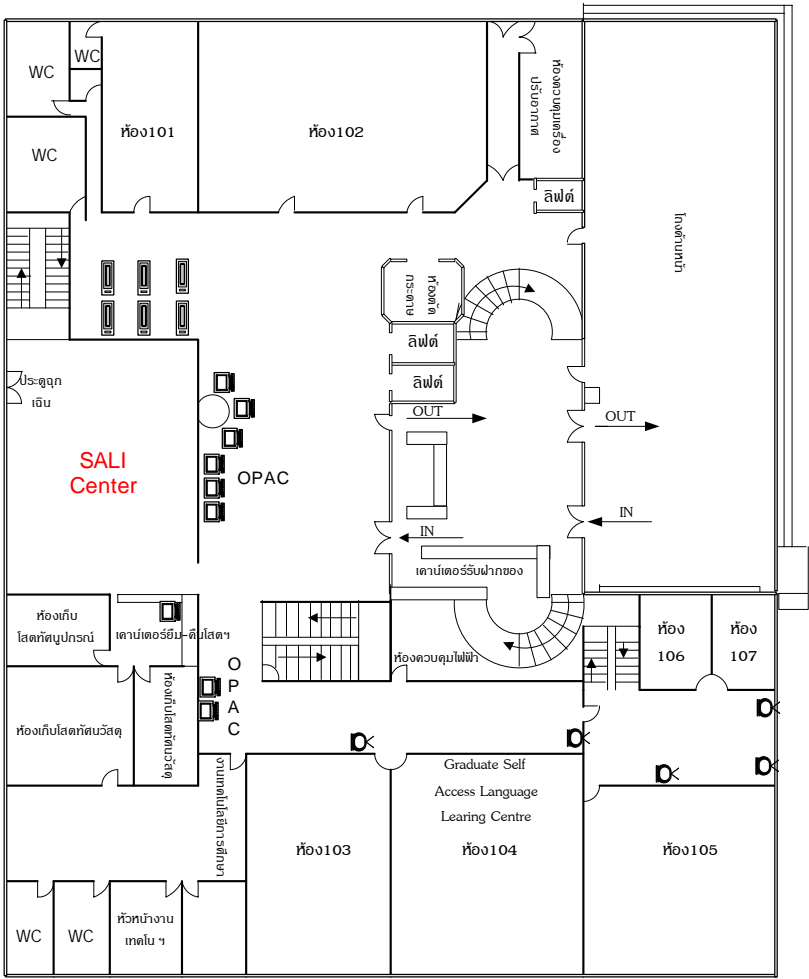 WC
WC
WC
ห้อง101
ห้อง102
ห้องควบคุมเครื่อง
ปรับอากาศ
ลิฟต์
โถงด้านหน้า
ห้องตัด
กระดาษ
ลิฟต์
ลิฟต์
ประตูฉุก
เฉิน
SALI
Center
OPAC
OUT
OUT
IN
IN
เคาน์เตอร์รับฝากของ
ห้องเก็บ
โสตทัศนูปกรณ์
เคาน์เตอร์ยืม-คืนโสตฯ
ห้องควบคุมไฟฟ้า
ห้อง
106
ห้อง
107
O
P
A
C
ห้องเก็บโสตทัศนวัสดุ
ห้องเก็บโสตทัศนวัสดุ
งานเทคโนโลยีการศึกษา
Graduate Self
Access Language
Learing Centre
ห้อง103
ห้อง104
ห้อง105
WC
WC
หัวหน้างาน
เทคโน ฯ